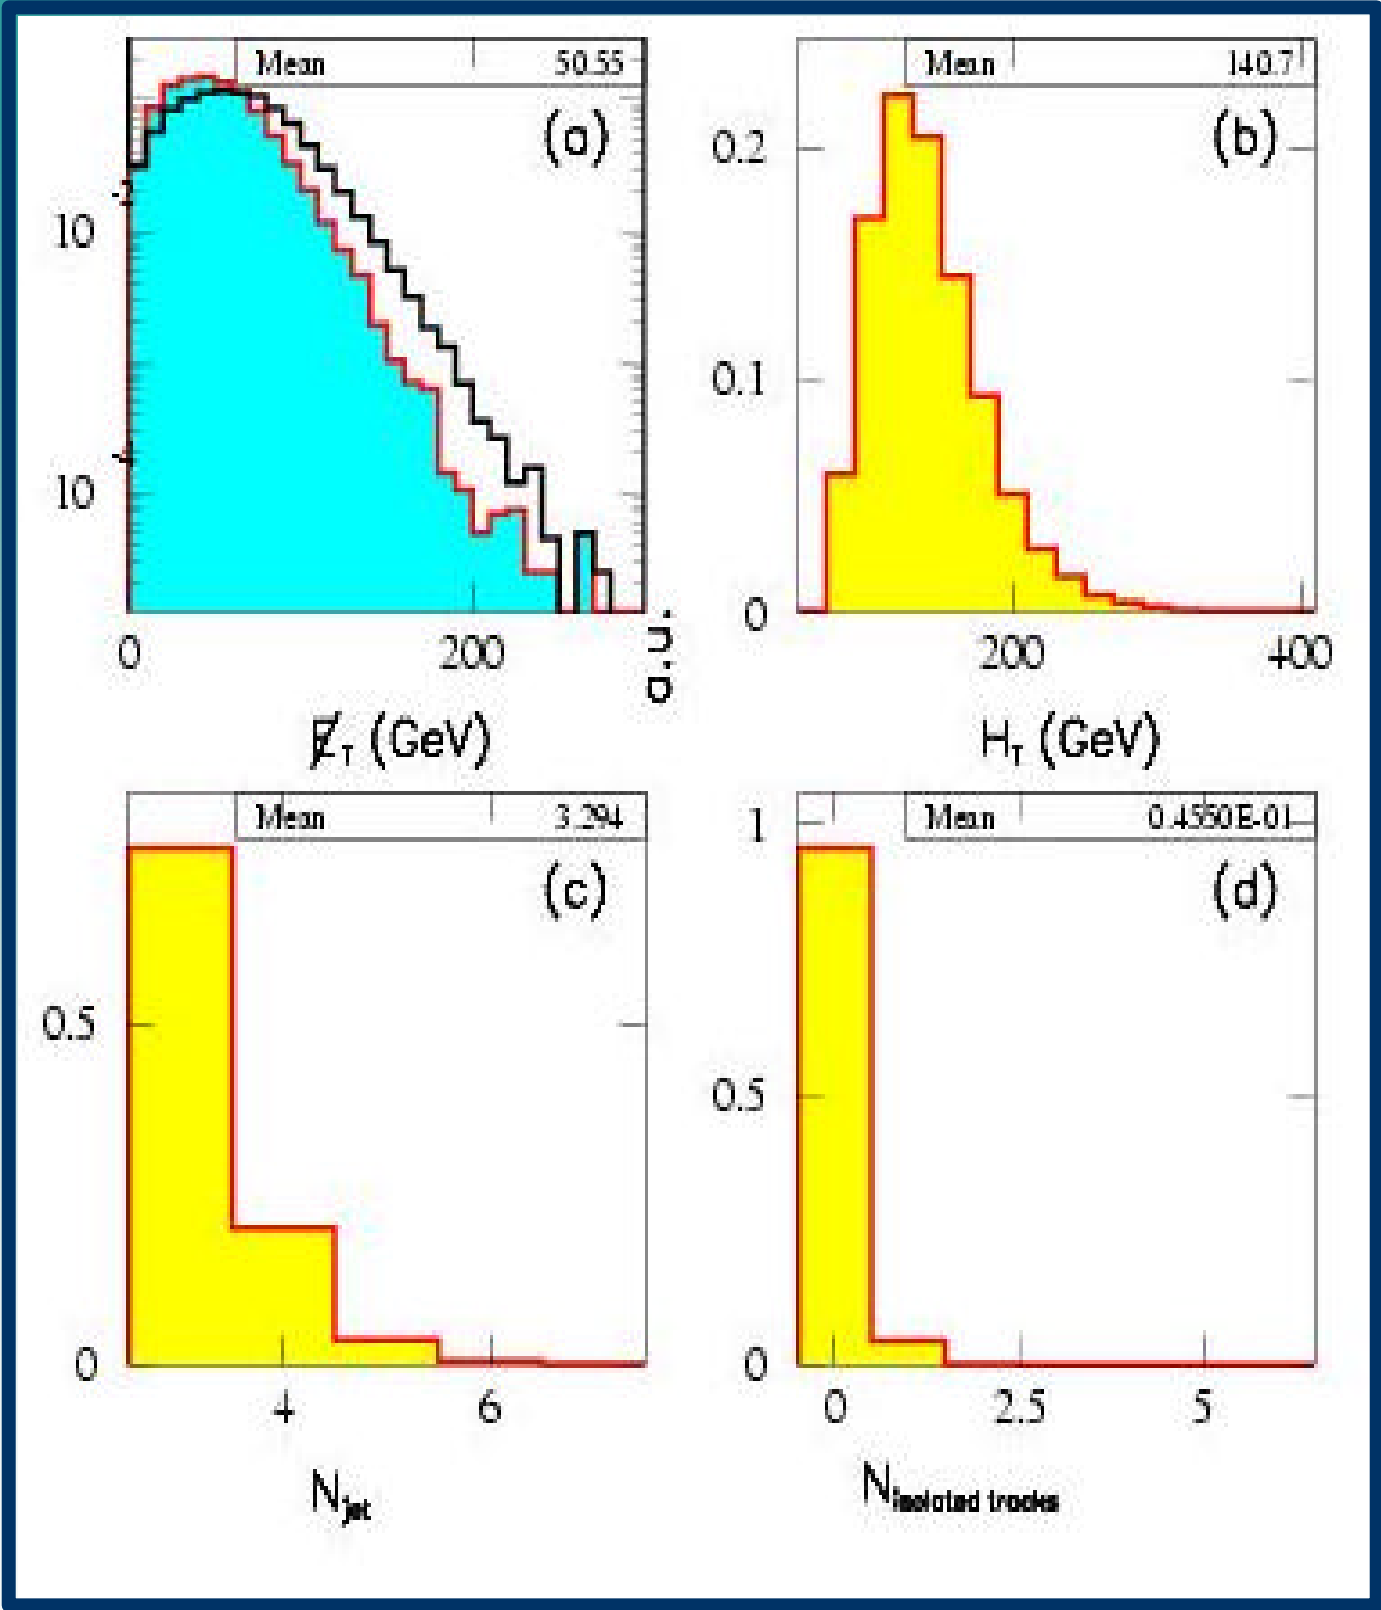 Mean 50.55
(a)
10
-2
10
-4
0 200
E̸T (GeV)
a.u.
Mean 140.7
(b)
0.2
0.1
0
200 400
HT (GeV)
Mean 3.294
(c)
0.5
0
4 6
Njet
Mean 0.4550E-01
(d)
1
0.5
0
0 2.5 5
Nisolated tracks